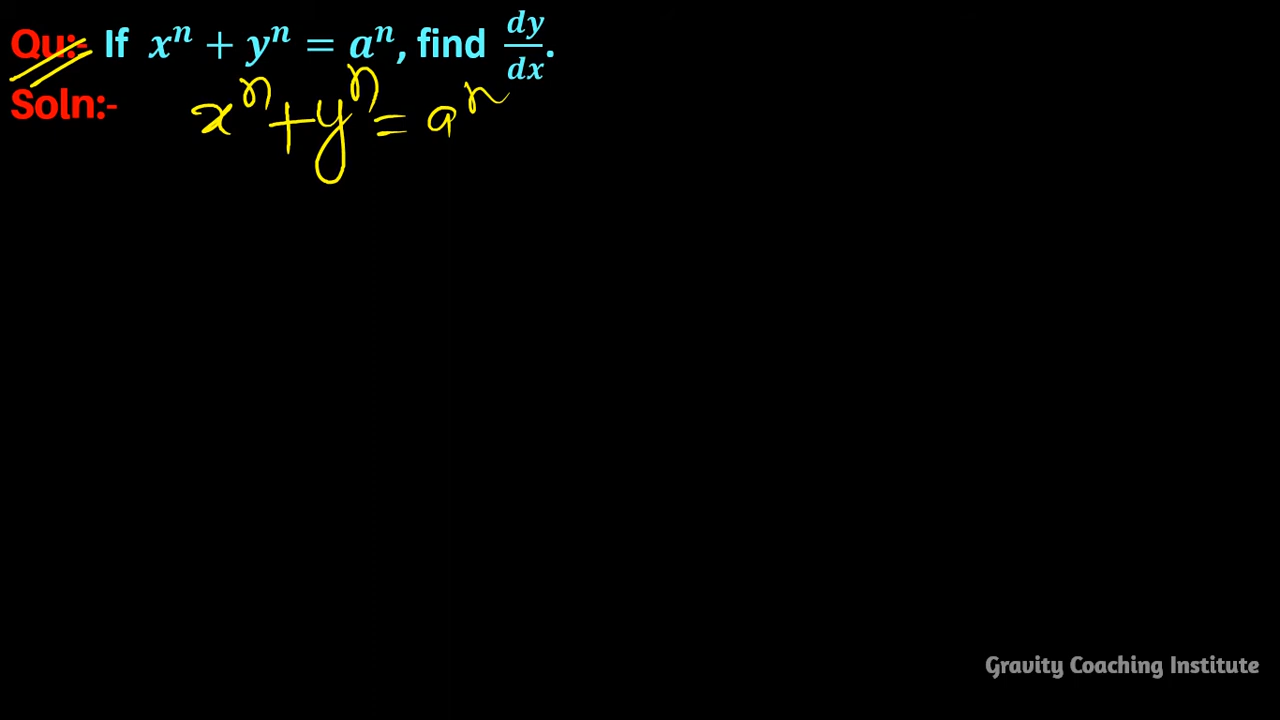 Qu:- If xⁿ + yⁿ = aⁿ, find dy/dx.
Soln:- xⁿ + yⁿ = aⁿ
Gravity Coaching Institute